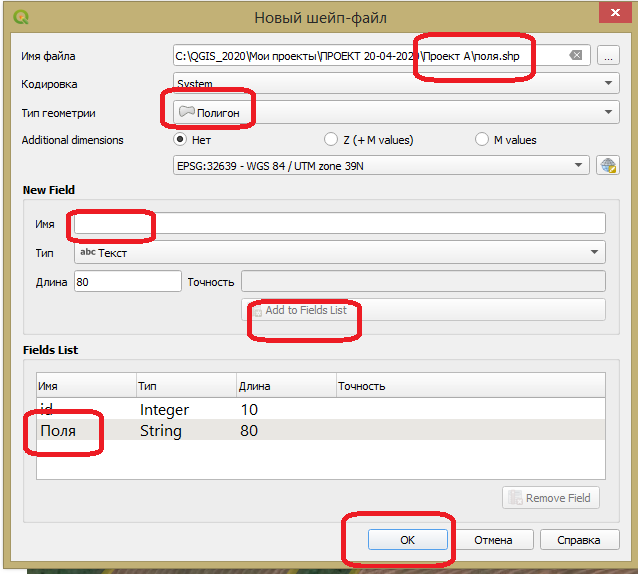 Новый шейп-файл
Имя файла C:\QGIS_2020\Мои проекты\ПРОЕКТ 20-04-2020\Проект А\поля.shp ...
Кодировка System
Тип геометрии Полигон
Additional dimensions Нет Z (+ M values) M values
EPSG:32639 - WGS 84 / UTM zone 39N
New Field
Имя
Тип abc Текст
Длина 80 Точность
Add to Fields List
Fields List
Имя Тип Длина Точность
id Integer 10
Поля String 80
Remove Field
OK Отмена Справка